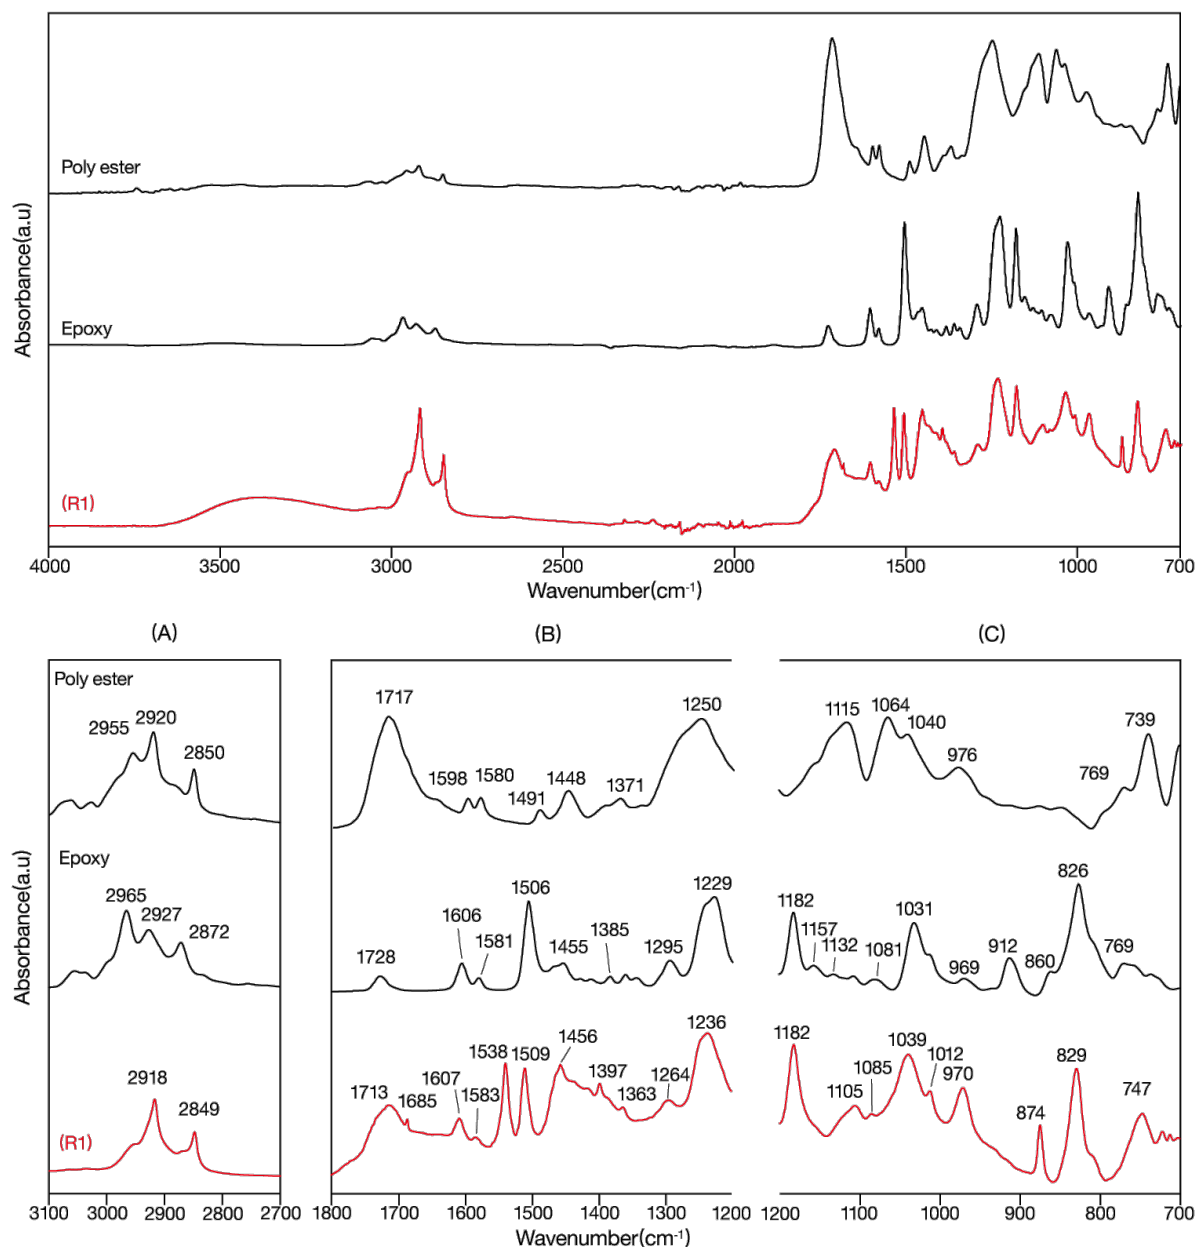 Absorbance(a.u)
Poly ester
Epoxy
(R1)
4000 3500 3000 2500 2000 1500 1000 700
Wavenumber(cm-1)
(A) (B) (C)
Absorbance(a.u)
Poly ester
2955 2920 2850
1717 1598 1580 1491 1448 1371 1250
1115 1064 1040 976 769 739
Epoxy
2965 2927 2872
1728 1606 1581 1506 1455 1385 1295 1229
1182 1157 1132 1081 1031 969 912 860 826 769
(R1)
2918 2849
1713 1685 1607 1583 1538 1509 1456 1397 1363 1264 1236
1182 1105 1085 1039 1012 970 874 829 747
3100 3000 2900 2800 2700
1800 1700 1600 1500 1400 1300 1200
1200 1100 1000 900 800 700
Wavenumber(cm-1)